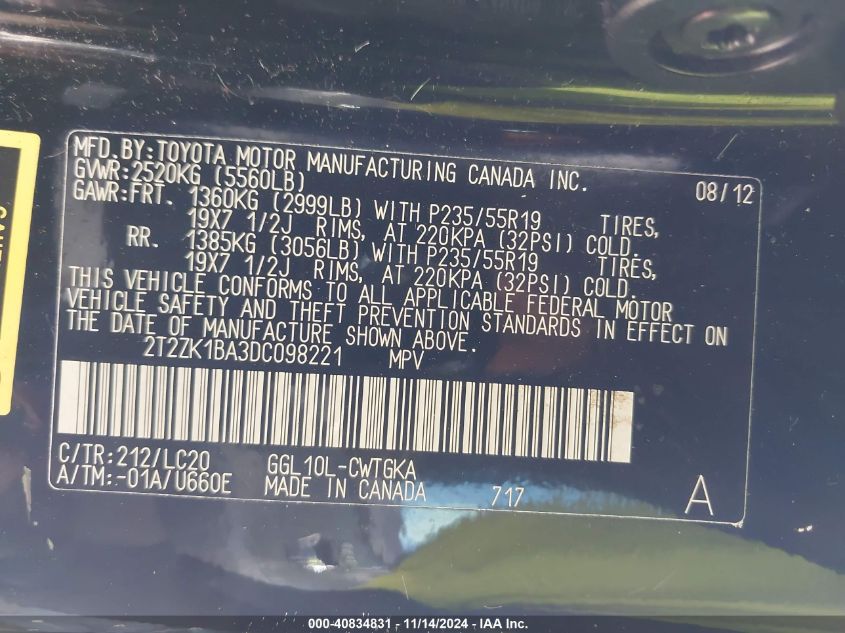 MFD.BY:TOYOTA MOTOR MANUFACTURING CANADA INC. 08/12
GVWR:2520KG (5560LB)
GAWR:FRT. 1360KG (2999LB) WITH P235/55R19 TIRES,
19X7 1/2J RIMS, AT 220KPA (32PSI) COLD.
RR. 1385KG (3056LB) WITH P235/55R19 TIRES,
19X7 1/2J RIMS, AT 220KPA (32PSI) COLD.
THIS VEHICLE CONFORMS TO ALL APPLICABLE FEDERAL MOTOR
VEHICLE SAFETY AND THEFT PREVENTION STANDARDS IN EFFECT ON
THE DATE OF MANUFACTURE SHOWN ABOVE.
2T2ZK1BA3DC098221 MPV
C/TR:212/LC20 GGL10L-CWTGKA
A/TM:-01A/U660E MADE IN CANADA 717 A
000-40834831 - 11/14/2024 - IAA Inc.